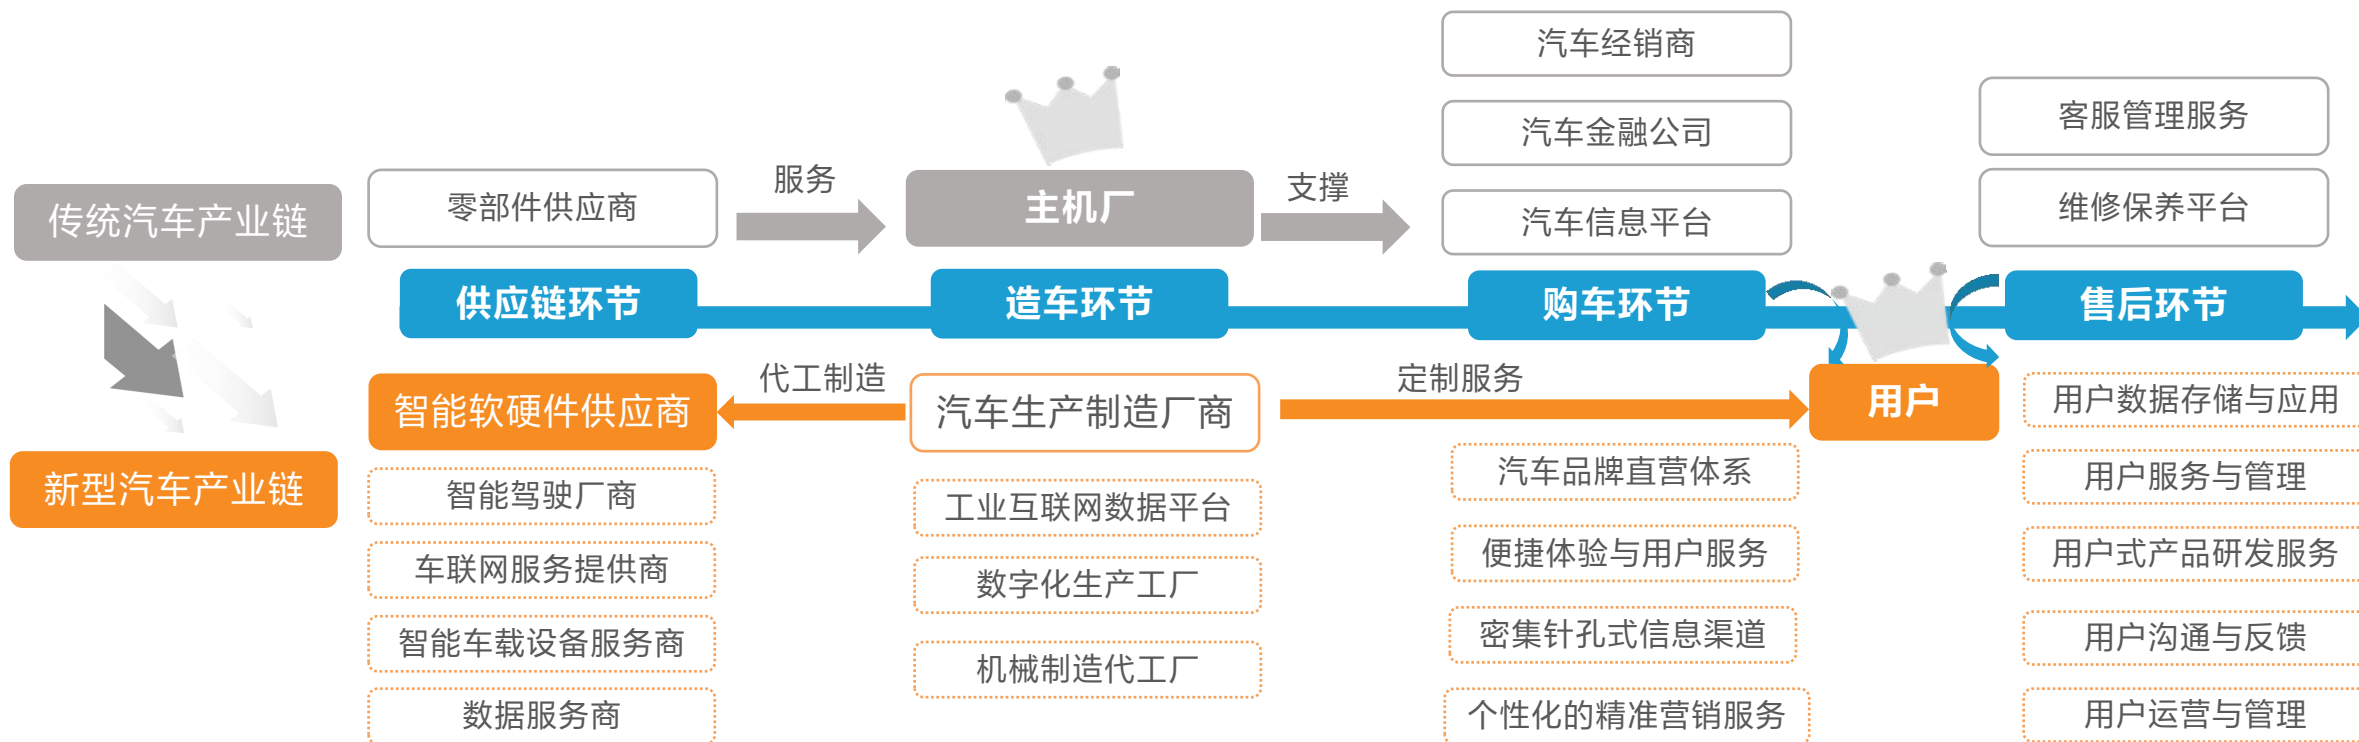 汽车经销商
汽车金融公司
汽车信息平台
客服管理服务
维修保养平台
传统汽车产业链
零部件供应商
服务
主机厂
支撑
供应链环节
造车环节
购车环节
售后环节
代工制造
定制服务
智能软硬件供应商
汽车生产制造厂商
用户
新型汽车产业链
智能驾驶厂商
车联网服务提供商
智能车载设备服务商
数据服务商
工业互联网数据平台
数字化生产工厂
机械制造代工厂
汽车品牌直营体系
便捷体验与用户服务
密集针孔式信息渠道
个性化的精准营销服务
用户数据存储与应用
用户服务与管理
用户式产品研发服务
用户沟通与反馈
用户运营与管理